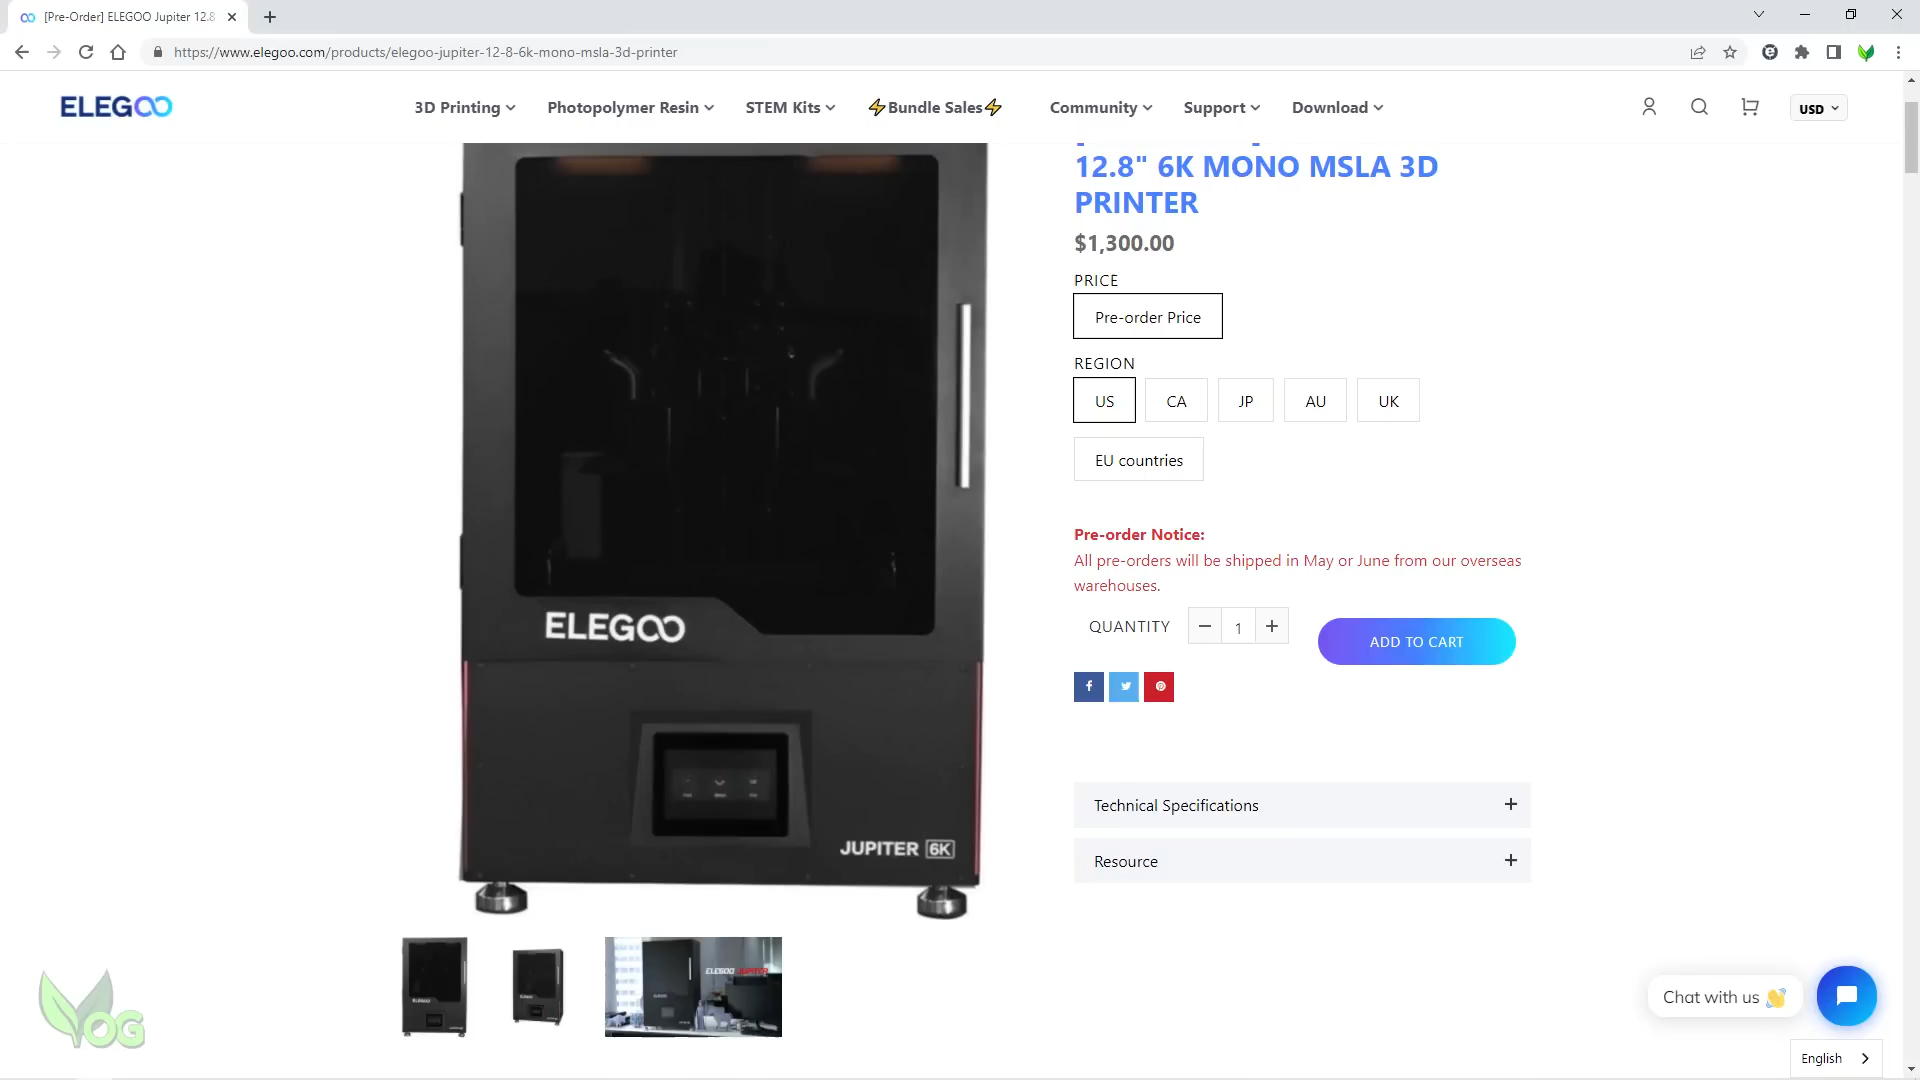 [Pre-Order] ELEGOO Jupiter 12.8
https://www.elegoo.com/products/elegoo-jupiter-12-8-6k-mono-msla-3d-printer
ELEGOO
3D Printing
Photopolymer Resin
STEM Kits
⚡Bundle Sales⚡
Community
Support
Download
USD
12.8" 6K MONO MSLA 3D
PRINTER
$1,300.00
PRICE
Pre-order Price
REGION
US
CA
JP
AU
UK
EU countries
Pre-order Notice:
All pre-orders will be shipped in May or June from our overseas
warehouses.
QUANTITY
1
ADD TO CART
ELEGOO
JUPITER 6K
Technical Specifications
Resource
ELEGOO JUPITER
YOG
Chat with us 👋
English